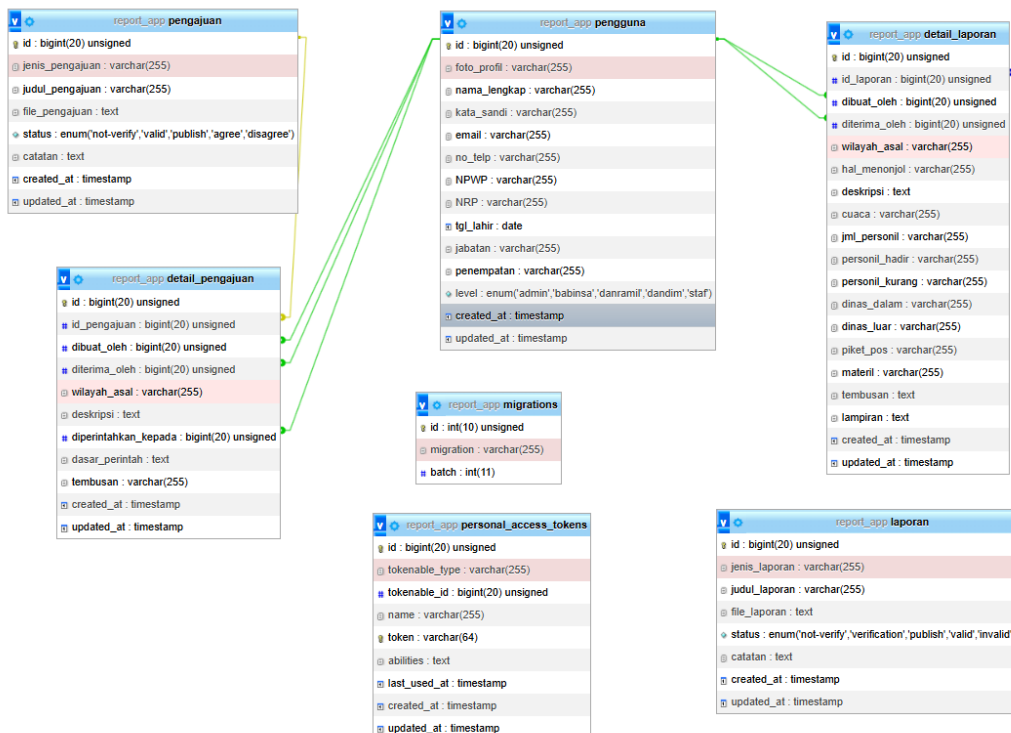 report_app pengajuan
id : bigint(20) unsigned
jenis_pengajuan : varchar(255)
judul_pengajuan : varchar(255)
file_pengajuan : text
status : enum('not-verify','valid','publish','agree','disagree')
catatan : text
created_at : timestamp
updated_at : timestamp
report_app pengguna
id : bigint(20) unsigned
foto_profil : varchar(255)
nama_lengkap : varchar(255)
kata_sandi : varchar(255)
email : varchar(255)
no_telp : varchar(255)
NPWP : varchar(255)
NRP : varchar(255)
tgl_lahir : date
jabatan : varchar(255)
penempatan : varchar(255)
level : enum('admin','babinsa','danramil','dandim','staf')
created_at : timestamp
updated_at : timestamp
report_app detail_laporan
id : bigint(20) unsigned
id_laporan : bigint(20) unsigned
dibuat_oleh : bigint(20) unsigned
diterima_oleh : bigint(20) unsigned
wilayah_asal : varchar(255)
hal_menonjol : varchar(255)
deskripsi : text
cuaca : varchar(255)
jml_personil : varchar(255)
personil_hadir : varchar(255)
personil_kurang : varchar(255)
dinas_dalam : varchar(255)
dinas_luar : varchar(255)
piket_pos : varchar(255)
materil : varchar(255)
tembusan : text
lampiran : text
created_at : timestamp
updated_at : timestamp
report_app detail_pengajuan
id : bigint(20) unsigned
id_pengajuan : bigint(20) unsigned
dibuat_oleh : bigint(20) unsigned
diterima_oleh : bigint(20) unsigned
wilayah_asal : varchar(255)
deskripsi : text
diperintahkan_kepada : bigint(20) unsigned
dasar_perintah : text
tembusan : varchar(255)
created_at : timestamp
updated_at : timestamp
report_app migrations
id : int(10) unsigned
migration : varchar(255)
batch : int(11)
report_app personal_access_tokens
id : bigint(20) unsigned
tokenable_type : varchar(255)
tokenable_id : bigint(20) unsigned
name : varchar(255)
token : varchar(64)
abilities : text
last_used_at : timestamp
created_at : timestamp
updated_at : timestamp
report_app laporan
id : bigint(20) unsigned
jenis_laporan : varchar(255)
judul_laporan : varchar(255)
file_laporan : text
status : enum('not-verify','verification','publish','valid','invalid'
catatan : text
created_at : timestamp
updated_at : timestamp